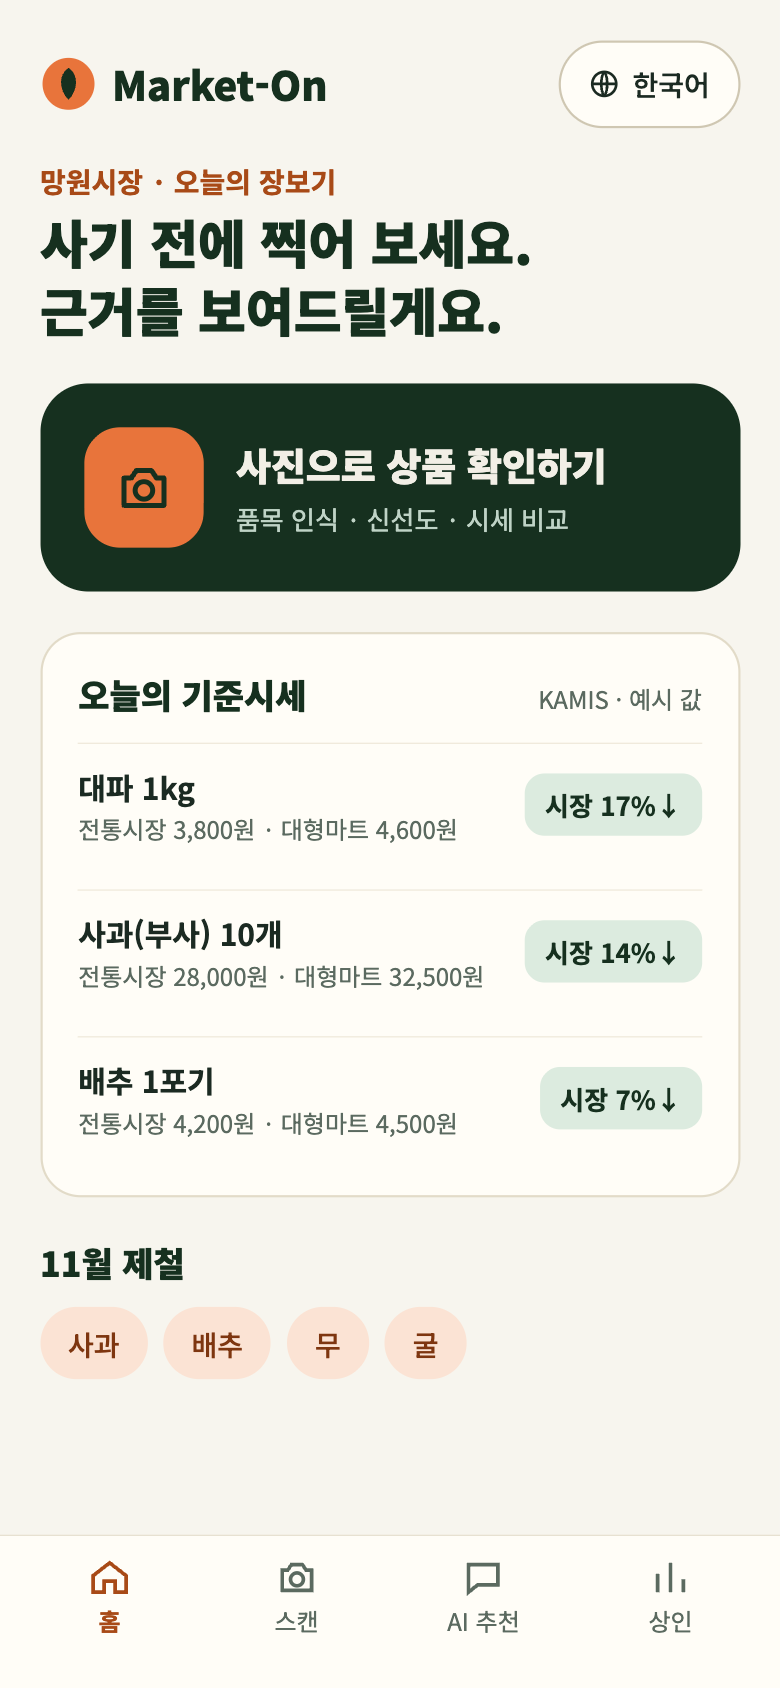 Market-On
한국어
망원시장 · 오늘의 장보기
사기 전에 찍어 보세요.
근거를 보여드릴게요.
사진으로 상품 확인하기
품목 인식 · 신선도 · 시세 비교
오늘의 기준시세
KAMIS · 예시 값
대파 1kg
전통시장 3,800원 · 대형마트 4,600원
시장 17%↓
사과(부사) 10개
전통시장 28,000원 · 대형마트 32,500원
시장 14%↓
배추 1포기
전통시장 4,200원 · 대형마트 4,500원
시장 7%↓
11월 제철
사과
배추
무
굴
홈
스캔
AI 추천
상인